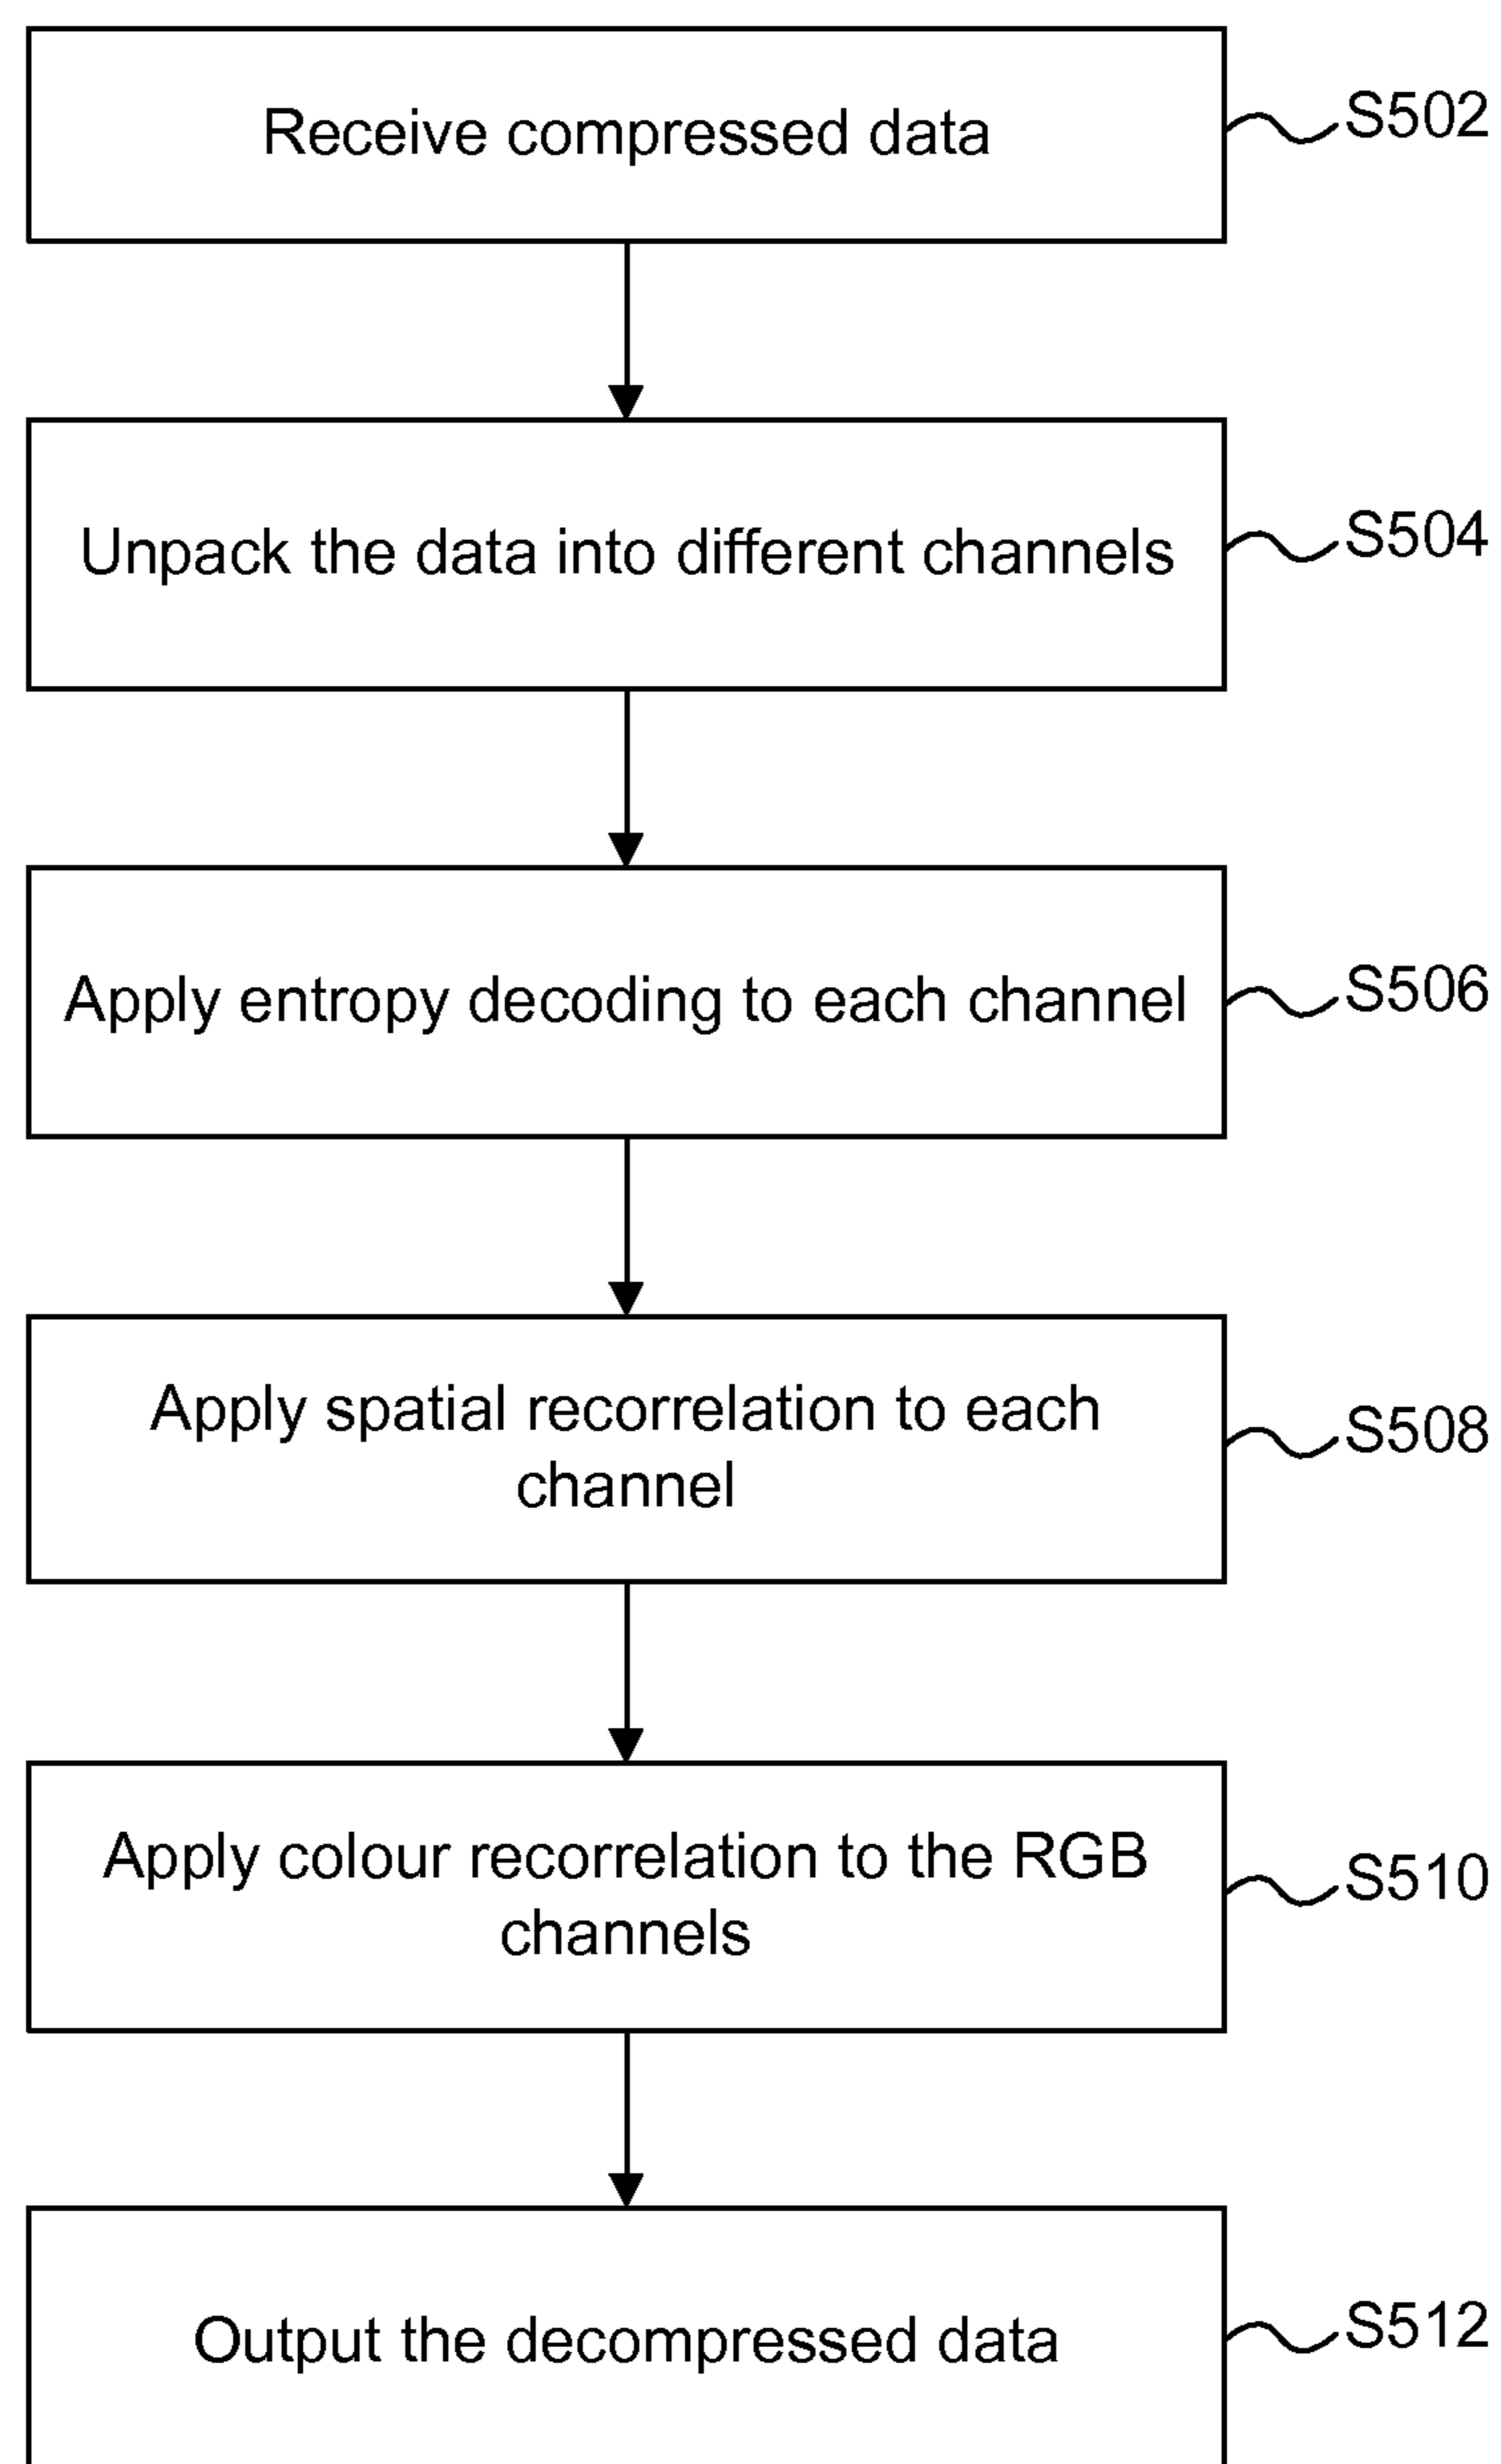 Receive compressed data
S502
Unpack the data into different channels
S504
Apply entropy decoding to each channel
S506
Apply spatial recorrelation to each
channel
S508
Apply colour recorrelation to the RGB
channels
S510
Output the decompressed data
S512